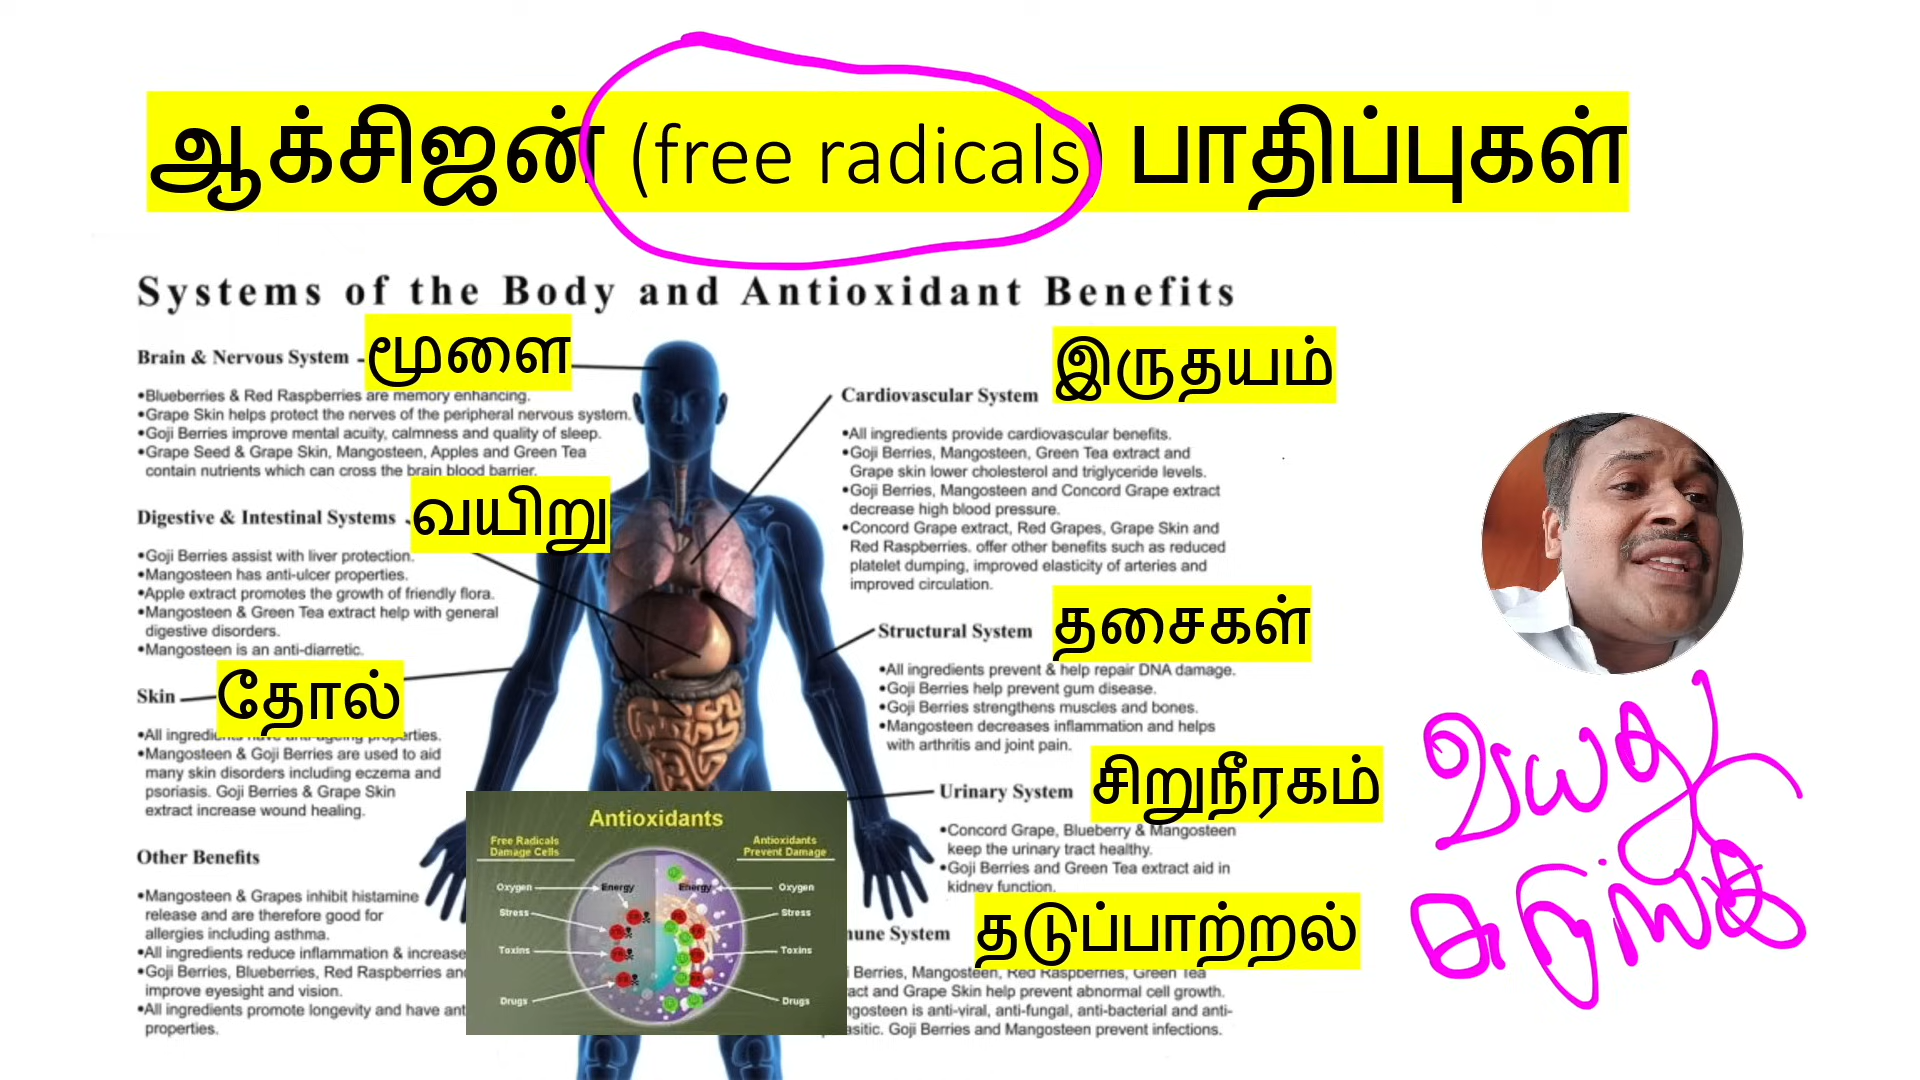 ஆக்சிஜன் (free radicals) பாதிப்புகள்
Systems of the Body and Antioxidant Benefits
Brain & Nervous System - மூளை
•Blueberries & Red Raspberries are memory enhancing.
•Grape Skin helps protect the nerves of the peripheral nervous system.
•Goji Berries improve mental acuity, calmness and quality of sleep.
•Grape Seed & Grape Skin, Mangosteen, Apples and Green Tea
contain nutrients which can cross the brain blood barrier.
Digestive & Intestinal Systems வயிறு
•Goji Berries assist with liver protection.
•Mangosteen has anti-ulcer properties.
•Apple extract promotes the growth of friendly flora.
•Mangosteen & Green Tea extract help with general
digestive disorders.
•Mangosteen is an anti-diarretic.
Skin தோல்
•All ingredients have anti-ageing properties.
•Mangosteen & Goji Berries are used to aid
many skin disorders including eczema and
psoriasis. Goji Berries & Grape Skin
extract increase wound healing.
Other Benefits
•Mangosteen & Grapes inhibit histamine
release and are therefore good for
allergies including asthma.
•All ingredients reduce inflammation & increase
•Goji Berries, Blueberries, Red Raspberries
improve eyesight and vision.
•All ingredients promote longevity and have
properties.
Cardiovascular System இருதயம்
•All ingredients provide cardiovascular benefits.
•Goji Berries, Mangosteen, Green Tea extract and
Grape skin lower cholesterol and triglyceride levels.
•Goji Berries, Mangosteen and Concord Grape extract
decrease high blood pressure.
•Concord Grape extract, Red Grapes, Grape Skin and
Red Raspberries. offer other benefits such as reduced
platelet dumping, improved elasticity of arteries and
improved circulation.
Structural System தசைகள்
•All ingredients prevent & help repair DNA damage.
•Goji Berries help prevent gum disease.
•Goji Berries strengthens muscles and bones.
•Mangosteen decreases inflammation and helps
with arthritis and joint pain.
Urinary System சிறுநீரகம்
•Concord Grape, Blueberry & Mangosteen
keep the urinary tract healthy.
•Goji Berries and Green Tea extract aid in
kidney function.
System தடுப்பாற்றல்
Berries, Mangosteen, Red Raspberries, Green Tea
and Grape Skin help prevent abnormal cell growth.
is anti-viral, anti-fungal, anti-bacterial and anti-
Goji Berries and Mangosteen prevent infections.
Antioxidants
Free Radicals
Damage Cells
Antioxidants
Prevent Damage
Oxygen Energy Energy Oxygen
Stress Stress
Toxins Toxins
Drugs Drugs
வயது